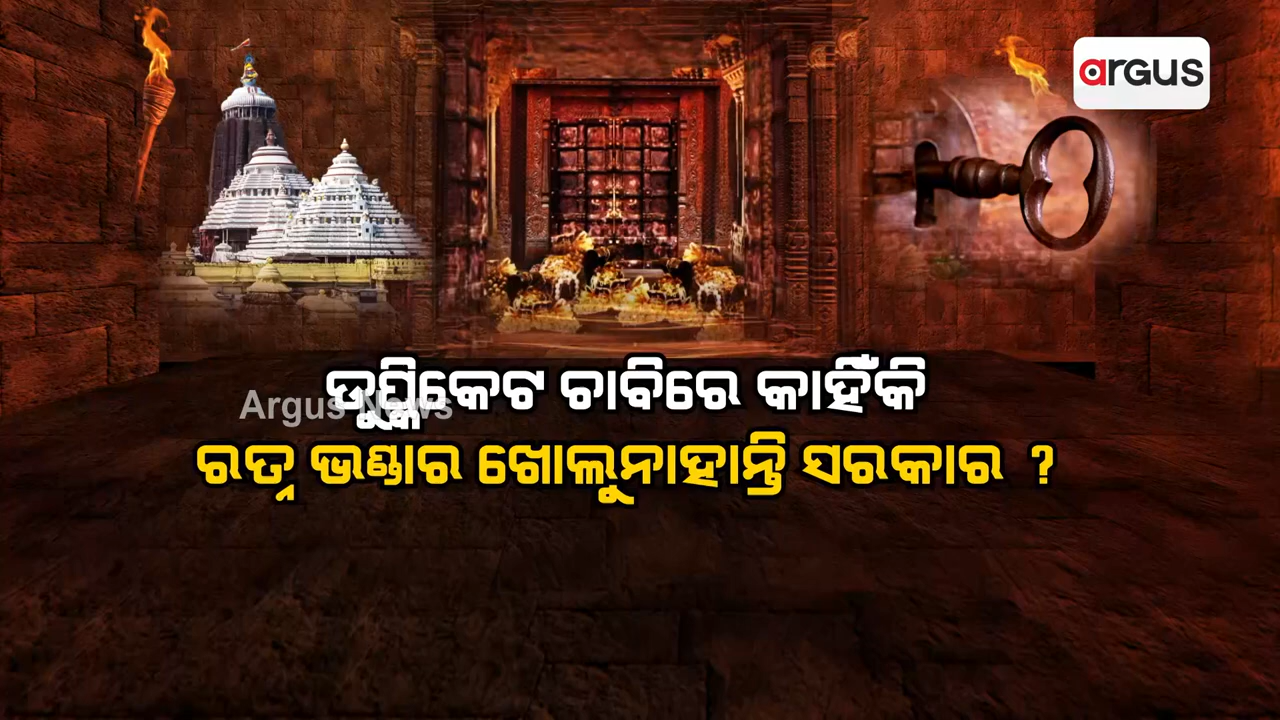 argus
ଡୁପ୍ଲିକେଟ ଚାବିରେ କାହିଁକି
Argus News
ରତ୍ନ ଭଣ୍ଡାର ଖୋଲୁନାହାନ୍ତି ସରକାର ?